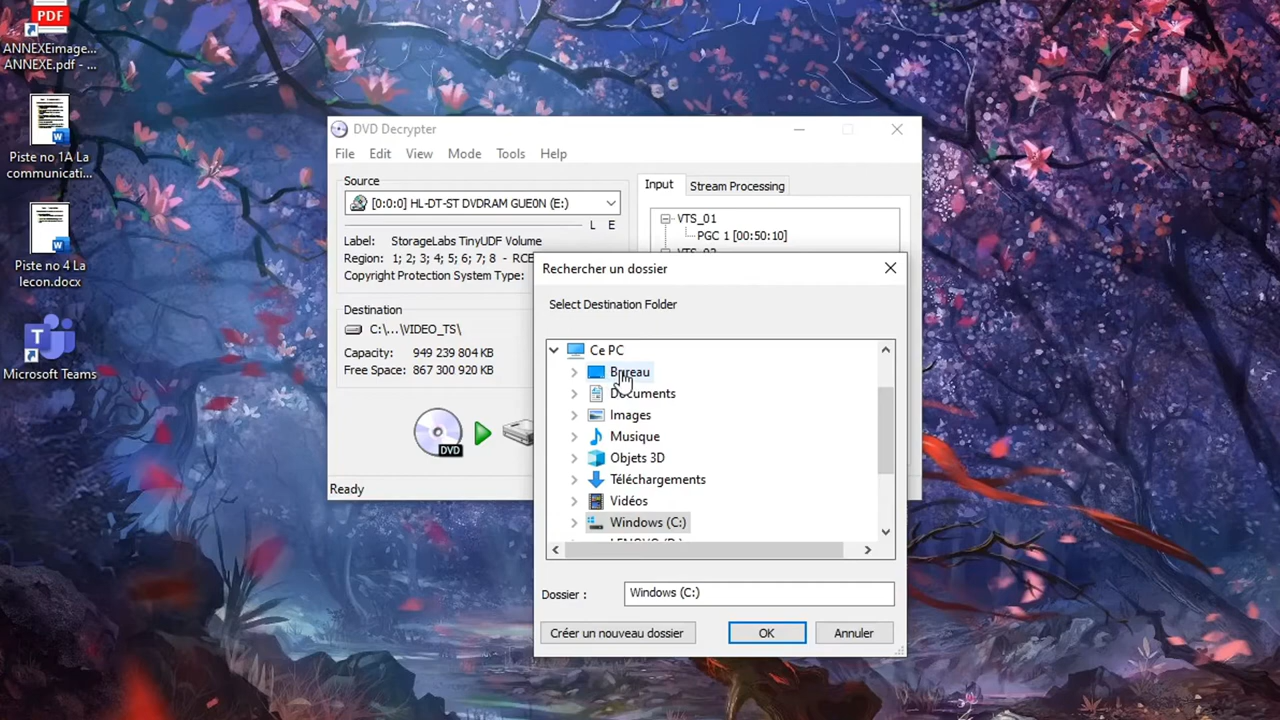 PDF
ANNEXEimage...
ANNEXE.pdf - ...
Piste no 1A La
communicati...
Piste no 4 La
lecon.docx
Microsoft Teams
DVD Decrypter
File Edit View Mode Tools Help
Source
[0:0:0] HL-DT-ST DVDRAM GUE0N (E:)
L E
Label: StorageLabs TinyUDF Volume
Region: 1; 2; 3; 4; 5; 6; 7; 8 - RCE
Copyright Protection System Type:
Destination
C:\...\VIDEO_TS\
Capacity: 949 239 804 KB
Free Space: 867 300 920 KB
DVD
Ready
Input Stream Processing
VTS_01
PGC 1 [00:50:10]
Rechercher un dossier
Select Destination Folder
Ce PC
Bureau
Documents
Images
Musique
Objets 3D
Téléchargements
Vidéos
Windows (C:)
Dossier : Windows (C:)
Créer un nouveau dossier OK Annuler